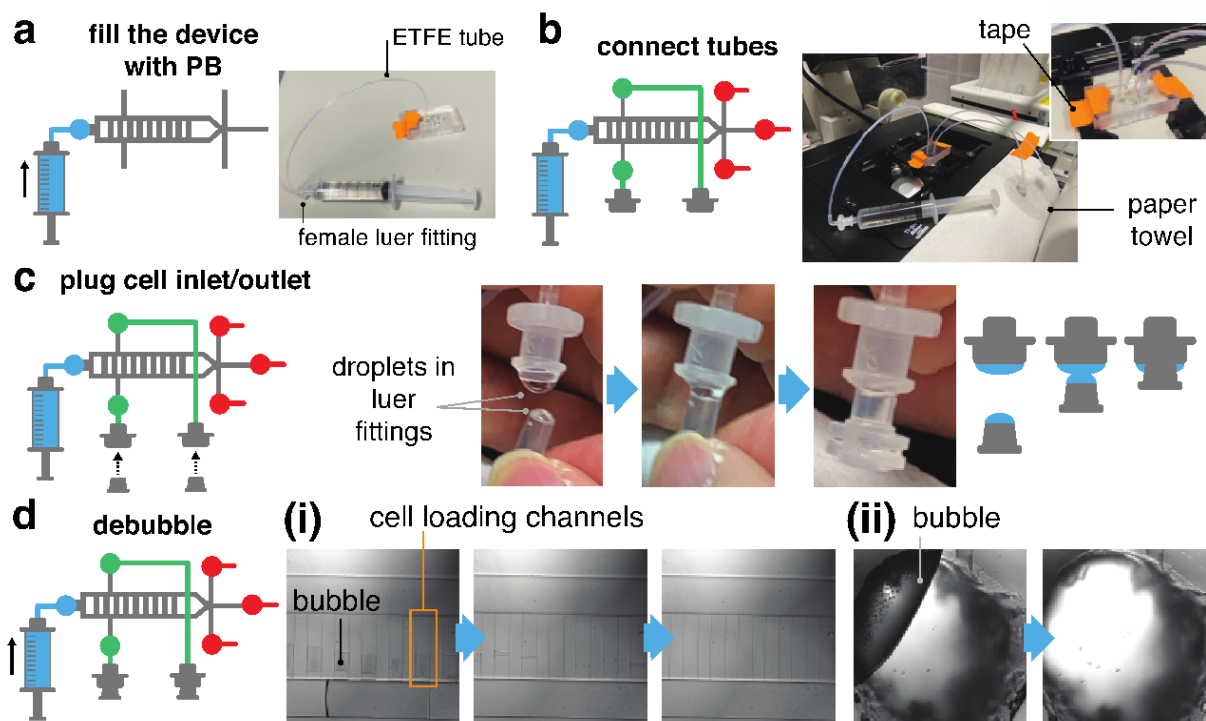 a
fill the device
with PB
ETFE tube
female luer fitting
b
connect tubes
tape
paper
towel
c
plug cell inlet/outlet
droplets in
luer
fittings
d
debubble
(i)
cell loading channels
bubble
(ii)
bubble